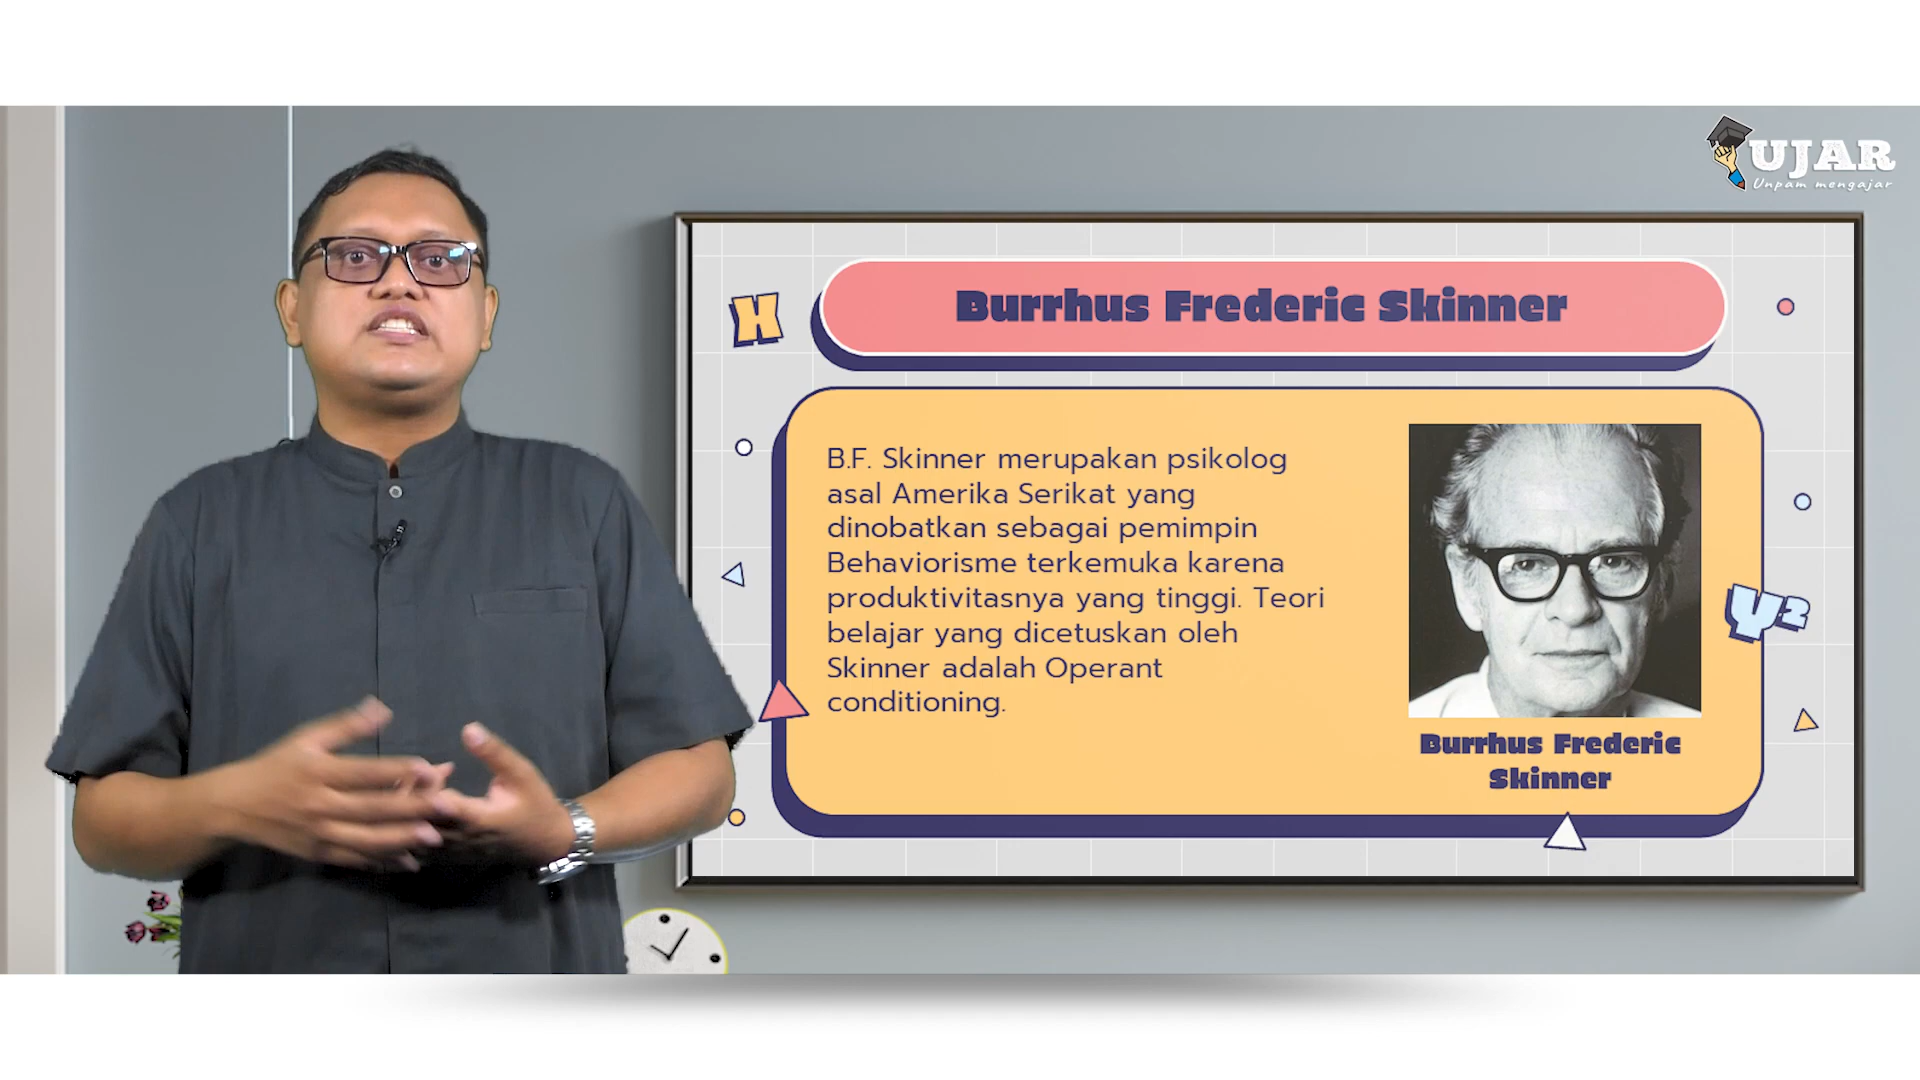 UJAR
Unpam mengajar
Burrhus Frederic Skinner
H
B.F. Skinner merupakan psikolog
asal Amerika Serikat yang
dinobatkan sebagai pemimpin
Behaviorisme terkemuka karena
produktivitasnya yang tinggi. Teori
belajar yang dicetuskan oleh
Skinner adalah Operant
conditioning.
Y²
Burrhus Frederic
Skinner